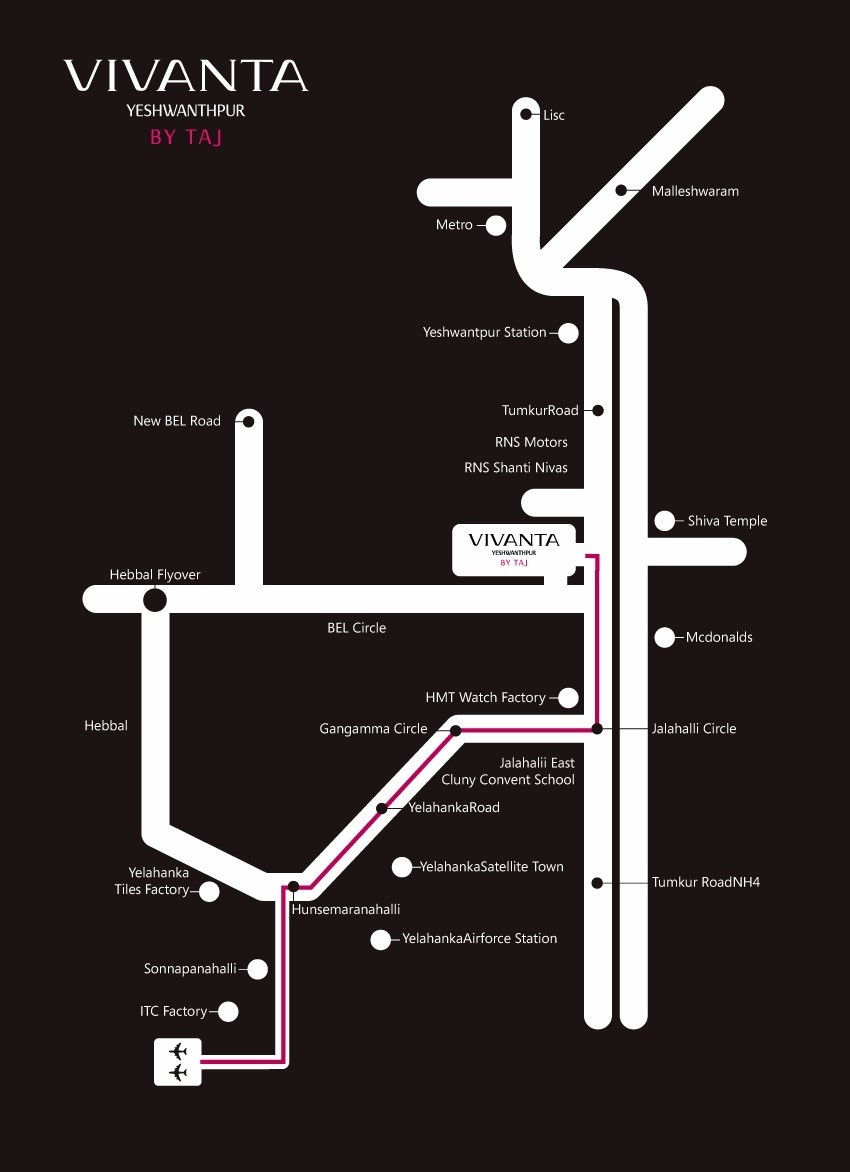 VIVANTA
YESHWANTHPUR
BY TAJ
Lisc
Malleshwaram
Metro
Yeshwantpur Station
TumkurRoad
New BEL Road
RNS Motors
RNS Shanti Nivas
Shiva Temple
VIVANTA
YESHWANTHPUR
BY TAJ
Hebbal Flyover
BEL Circle
Mcdonalds
HMT Watch Factory
Hebbal
Gangamma Circle
Jalahalli Circle
Jalahalii East
Cluny Convent School
YelahankaRoad
YelahankaSatellite Town
Yelahanka
Tiles Factory
Tumkur RoadNH4
Hunsemaranahalli
YelahankaAirforce Station
Sonnapanahalli
ITC Factory